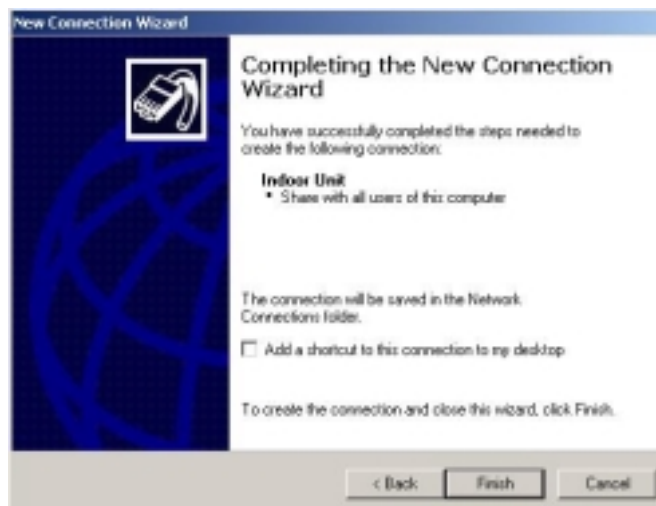 New Connection Wizard
Completing the New Connection
Wizard
You have successfully completed the steps needed to
create the following connection:
Indoor Unit
• Share with all users of this computer
The connection will be saved in the Network
Connections folder.
Add a shortcut to this connection to my desktop
To create the connection and close this wizard, click Finish.
< Back
Finish
Cancel